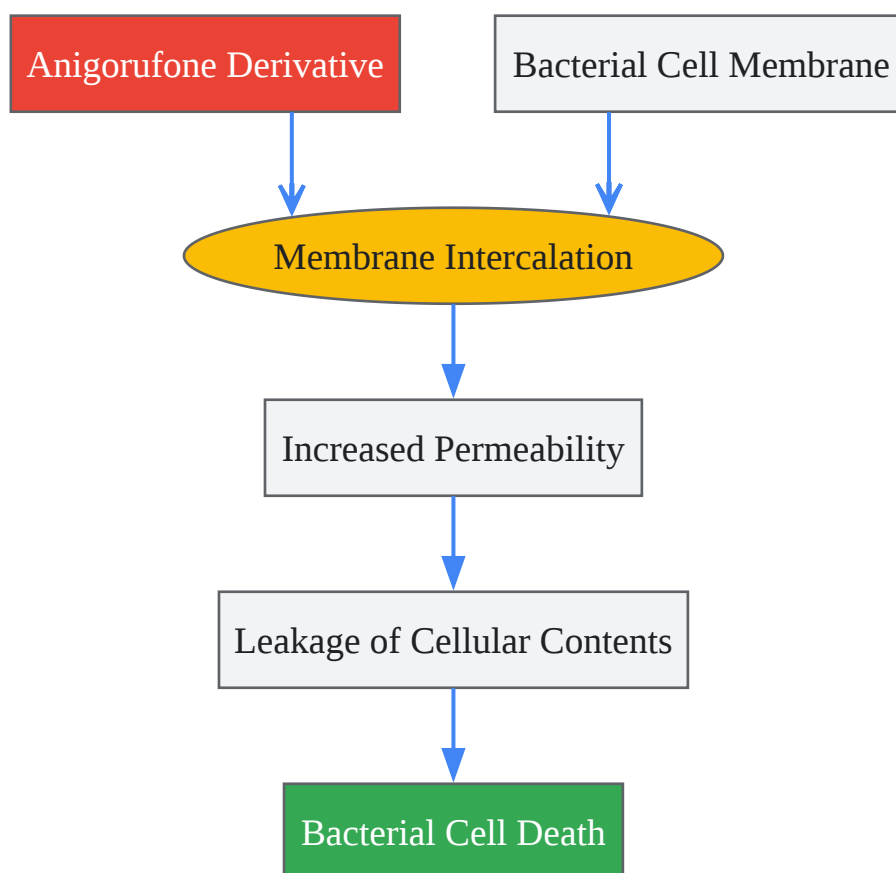 Anigorufone Derivative
Bacterial Cell Membrane
Membrane Intercalation
Increased Permeability
Leakage of Cellular Contents
Bacterial Cell Death